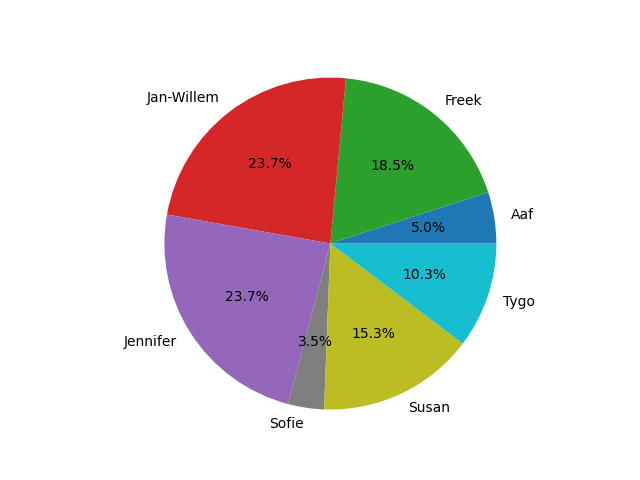 Jan-Willem
Freek
23.7%
18.5%
Aaf
5.0%
10.3%
23.7%
Tygo
15.3%
3.5%
Jennifer
Susan
Sofie